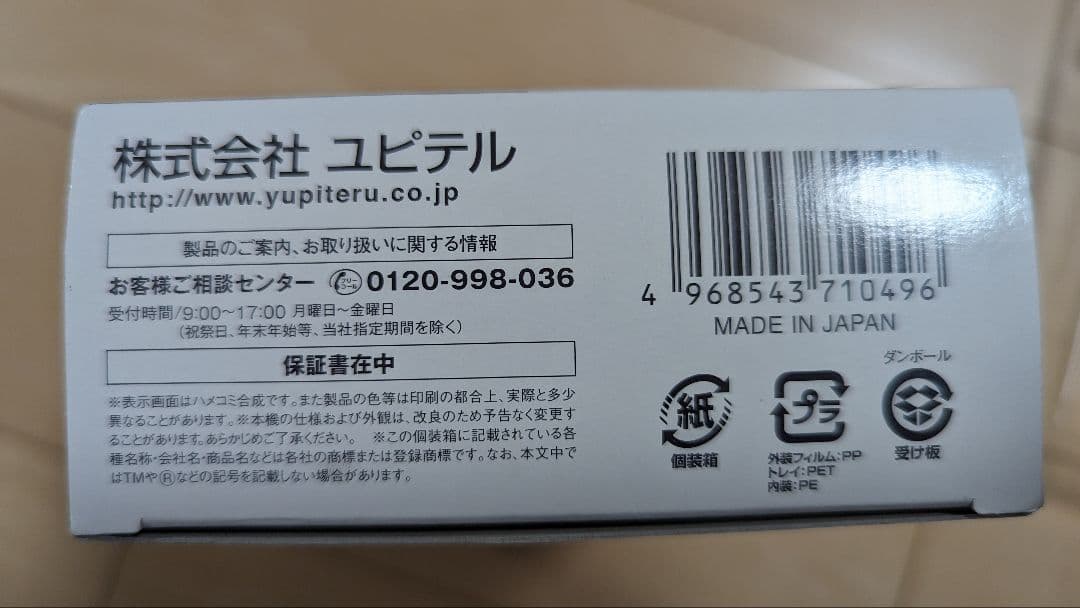 株式会社 ユピテル
http://www.yupiteru.co.jp
製品のご案内、お取り扱いに関する情報
お客様ご相談センター フリーコール 0120-998-036
受付時間/9:00～17:00 月曜日～金曜日
(祝祭日、年末年始等、当社指定期間を除く)
保証書在中
※表示画面はハメコミ合成です。また製品の色等は印刷の都合上、実際と多少
異なることがあります。※本機の仕様および外観は、改良のため予告なく変更す
ることがあります。あらかじめご了承ください。 ※この個装箱に記載されている各
種名称・会社名・商品名などは各社の商標または登録商標です。なお、本文中で
はTMやⓇなどの記号を記載しない場合があります。
4 968543 710496
MADE IN JAPAN
紙
個装箱
プラ
外装フィルム:PP
トレイ:PET
内装:PE
ダンボール
受け板